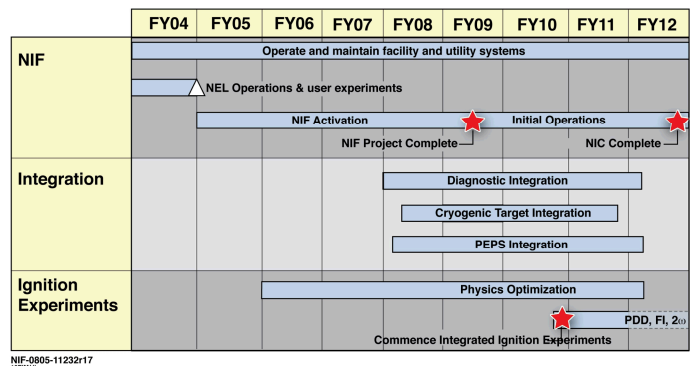 FY04 FY05 FY06 FY07 FY08 FY09 FY10 FY11 FY12
NIF
Operate and maintain facility and utility systems
NEL Operations & user experiments
NIF Activation
Initial Operations
NIF Project Complete
NIC Complete
Integration
Diagnostic Integration
Cryogenic Target Integration
PEPS Integration
Ignition
Experiments
Physics Optimization
PDD, FI, 2ω
Commence Integrated Ignition Experiments
NIF-0805-11232r17